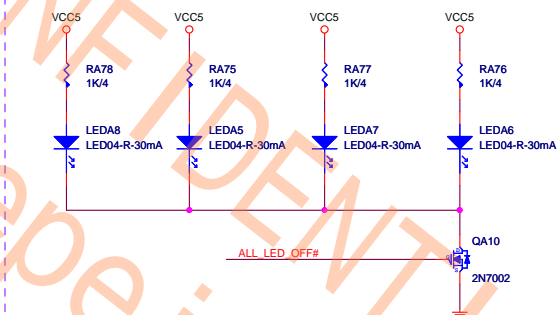 VCC5 VCC5 VCC5 VCC5
RA78 RA75 RA77 RA76
1K/4 1K/4 1K/4 1K/4
LEDA8 LEDA5 LEDA7 LEDA6
LED04-R-30mA LED04-R-30mA LED04-R-30mA LED04-R-30mA
QA10
ALL_LED_OFF#
2N7002
NFIDENTI